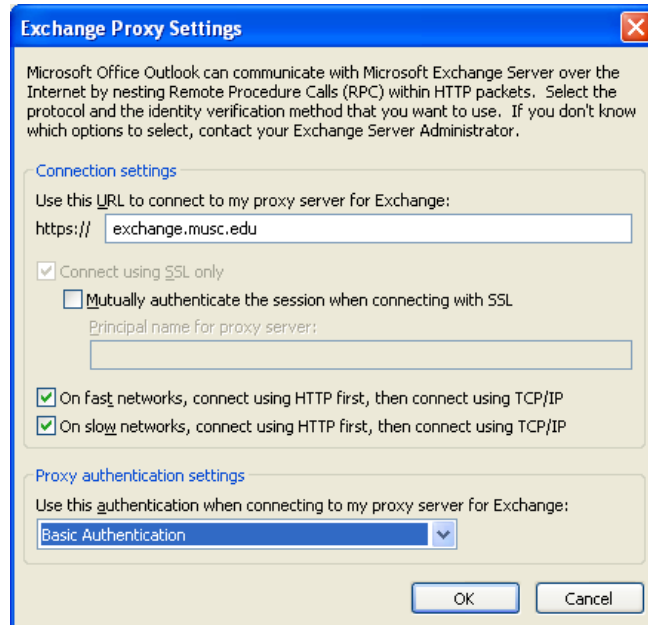 Exchange Proxy Settings
Microsoft Office Outlook can communicate with Microsoft Exchange Server over the
Internet by nesting Remote Procedure Calls (RPC) within HTTP packets. Select the
protocol and the identity verification method that you want to use. If you don't know
which options to select, contact your Exchange Server Administrator.
Connection settings
Use this URL to connect to my proxy server for Exchange:
https:// exchange.musc.edu
Connect using SSL only
Mutually authenticate the session when connecting with SSL
Principal name for proxy server:
On fast networks, connect using HTTP first, then connect using TCP/IP
On slow networks, connect using HTTP first, then connect using TCP/IP
Proxy authentication settings
Use this authentication when connecting to my proxy server for Exchange:
Basic Authentication
OK Cancel